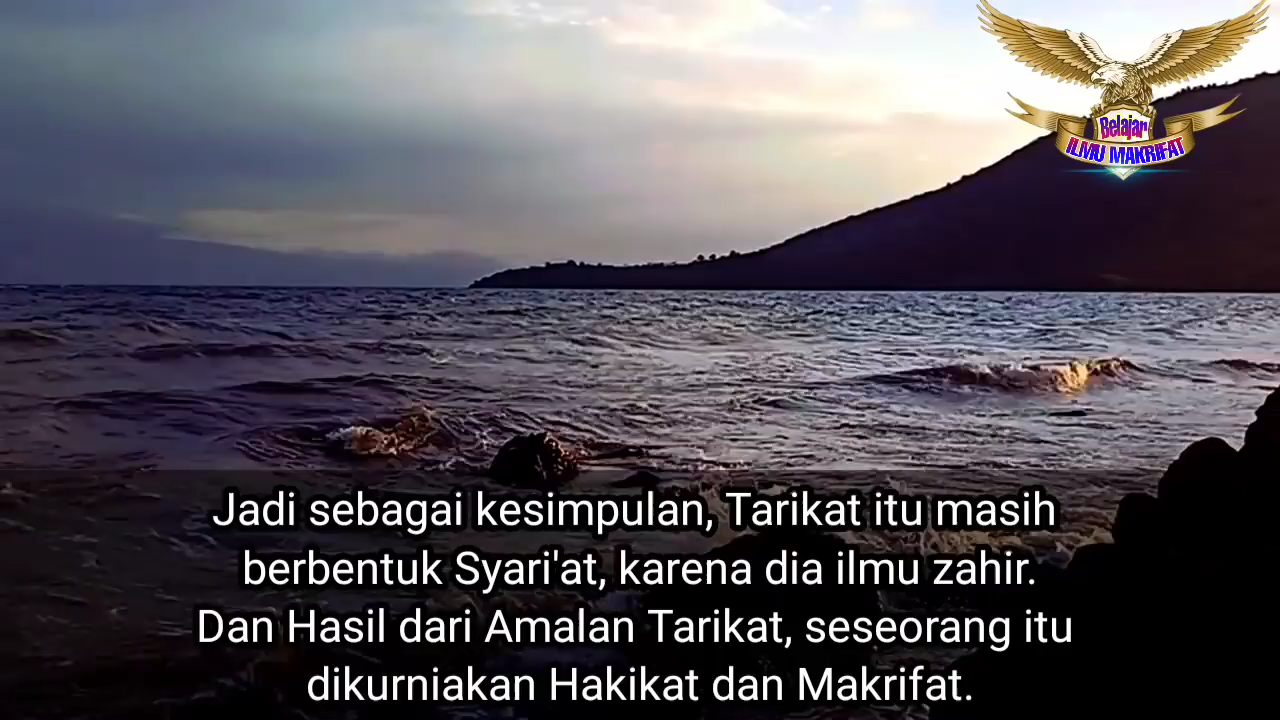 Belajar
ILMU MAKRIFAT
Jadi sebagai kesimpulan, Tarikat itu masih
berbentuk Syari'at, karena dia ilmu zahir.
Dan Hasil dari Amalan Tarikat, seseorang itu
dikurniakan Hakikat dan Makrifat.